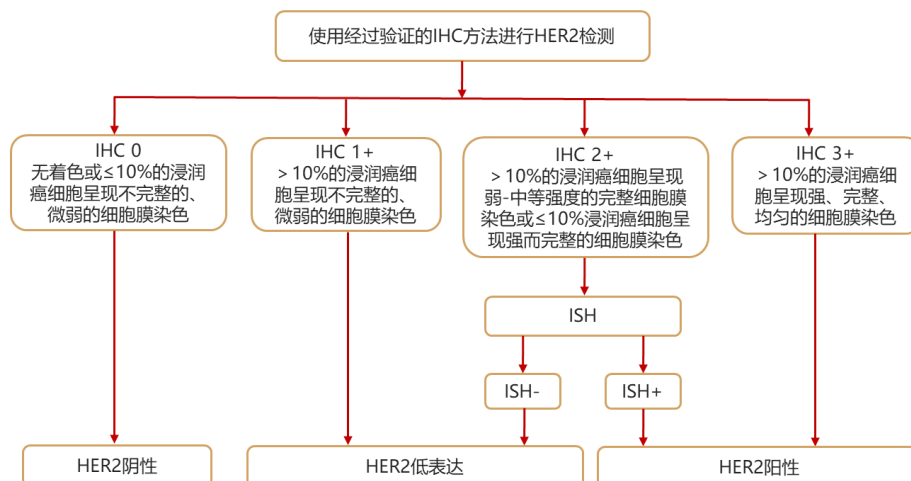 使用经过验证的IHC方法进行HER2检测
IHC 0
无着色或≤10%的浸润
癌细胞呈现不完整的、
微弱的细胞膜染色
IHC 1+
>10%的浸润癌细
胞呈现不完整的、
微弱的细胞膜染色
IHC 2+
>10%的浸润癌细胞呈现
弱-中等强度的完整细胞膜
染色或≤10%浸润癌细胞呈
现强而完整的细胞膜染色
IHC 3+
>10%的浸润癌细
胞呈现强、完整、
均匀的细胞膜染色
ISH
ISH-
ISH+
HER2阴性
HER2低表达
HER2阳性